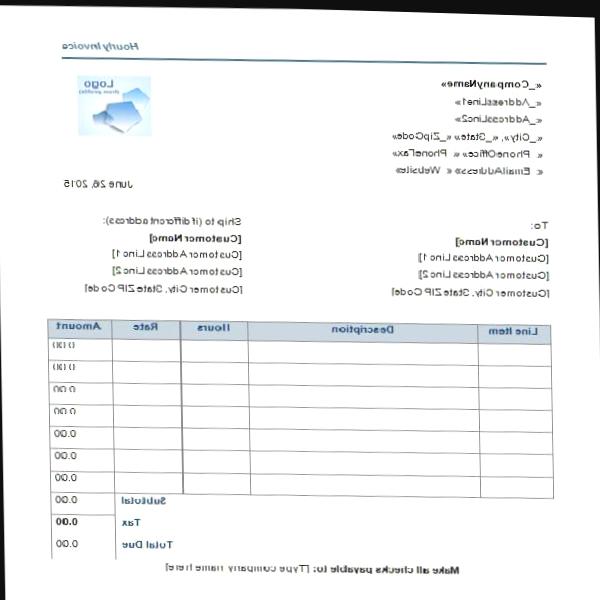 Hourly Invoice
Logo
(from profile)
«_CompanyName»
«_AddressLine1»
«_AddressLine2»
«_City», «_State» «_ZipCode»
« PhoneOffice» « PhoneFax»
« EmailAddress» « Website»
June 26, 2015
To:
[Customer Name]
[Customer Address Line 1]
[Customer Address Line 2]
[Customer City, State ZIP Code]
Ship to (if different address):
[Customer Name]
[Customer Address Line 1]
[Customer Address Line 2]
[Customer City, State ZIP Code]
Line Item Description Hours Rate Amount
0.00
0.00
0.00
0.00
0.00
0.00
0.00
Subtotal 0.00
Tax 0.00
Total Due 0.00
Make all checks payable to: [Type company name here]